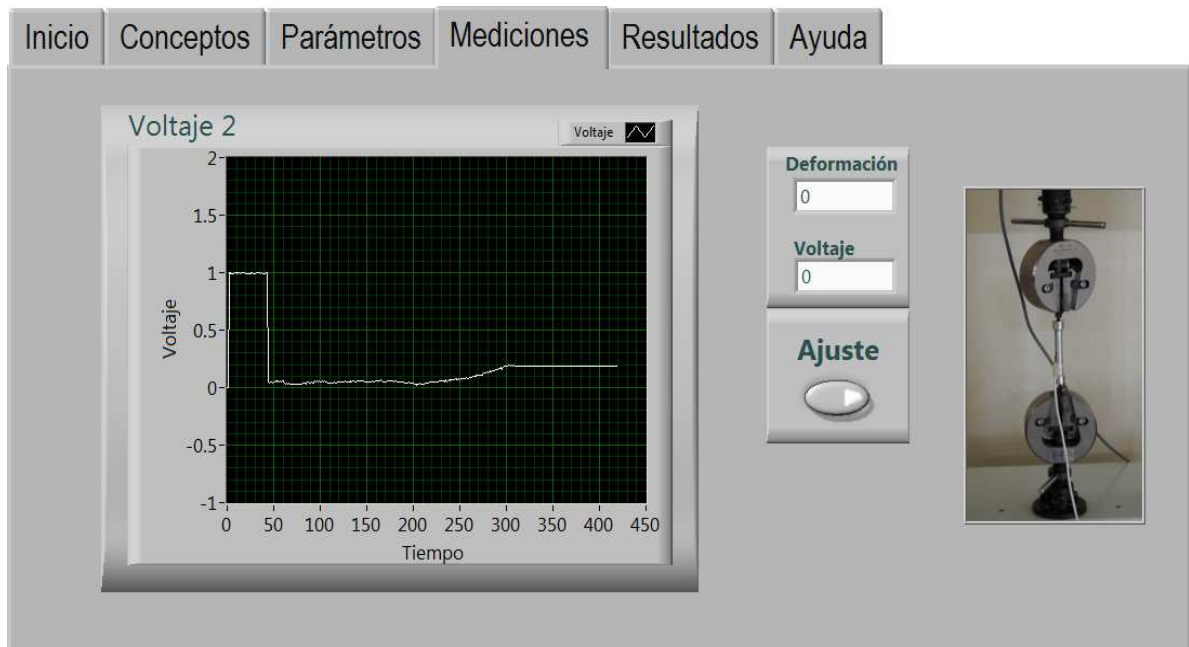 Inicio Conceptos Parámetros Mediciones Resultados Ayuda
Voltaje 2
Voltaje
2
1.5
1
0.5
0
-0.5
-1
Voltaje
0 50 100 150 200 250 300 350 400 450
Tiempo
Deformación
0
Voltaje
0
Ajuste